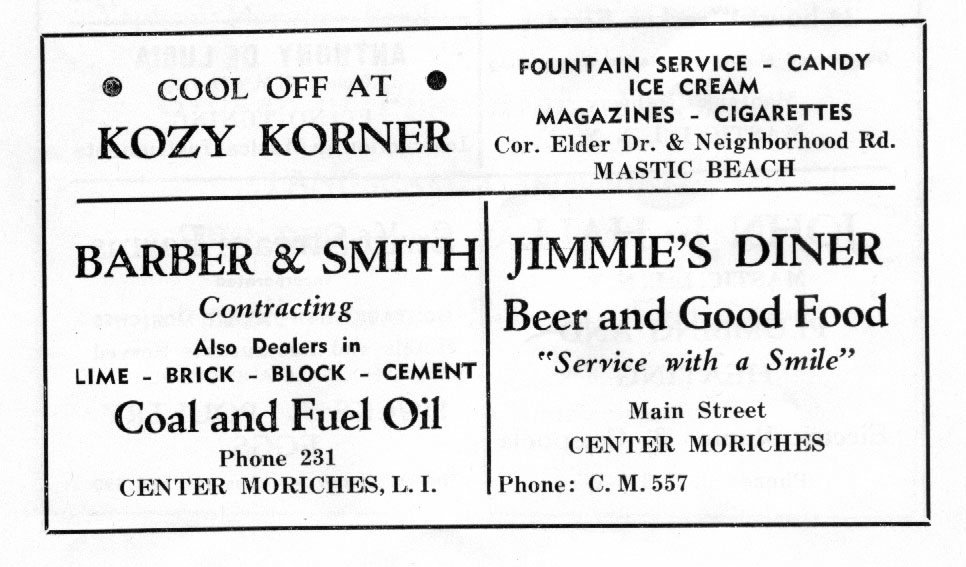 COOL OFF AT
KOZY KORNER
FOUNTAIN SERVICE - CANDY
ICE CREAM
MAGAZINES - CIGARETTES
Cor. Elder Dr. & Neighborhood Rd.
MASTIC BEACH
BARBER & SMITH
Contracting
Also Dealers in
LIME - BRICK - BLOCK - CEMENT
Coal and Fuel Oil
Phone 231
CENTER MORICHES, L. I.
JIMMIE'S DINER
Beer and Good Food
"Service with a Smile"
Main Street
CENTER MORICHES
Phone: C. M. 557